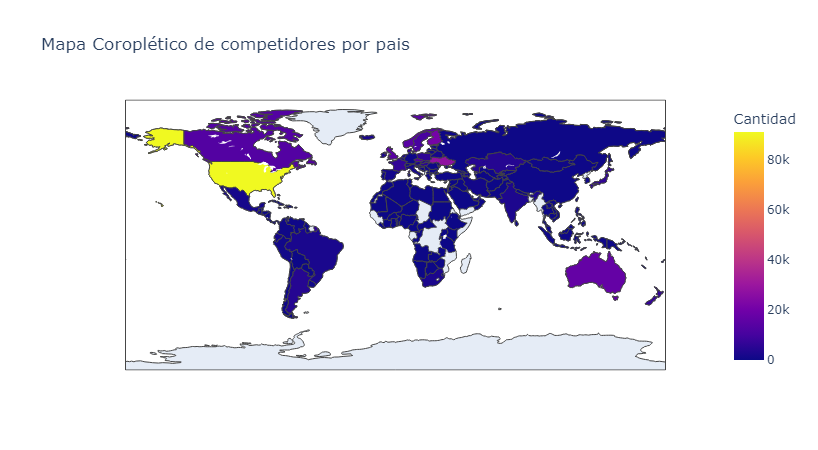 Mapa Coroplético de competidores por pais
Cantidad
80k
60k
40k
20k
0